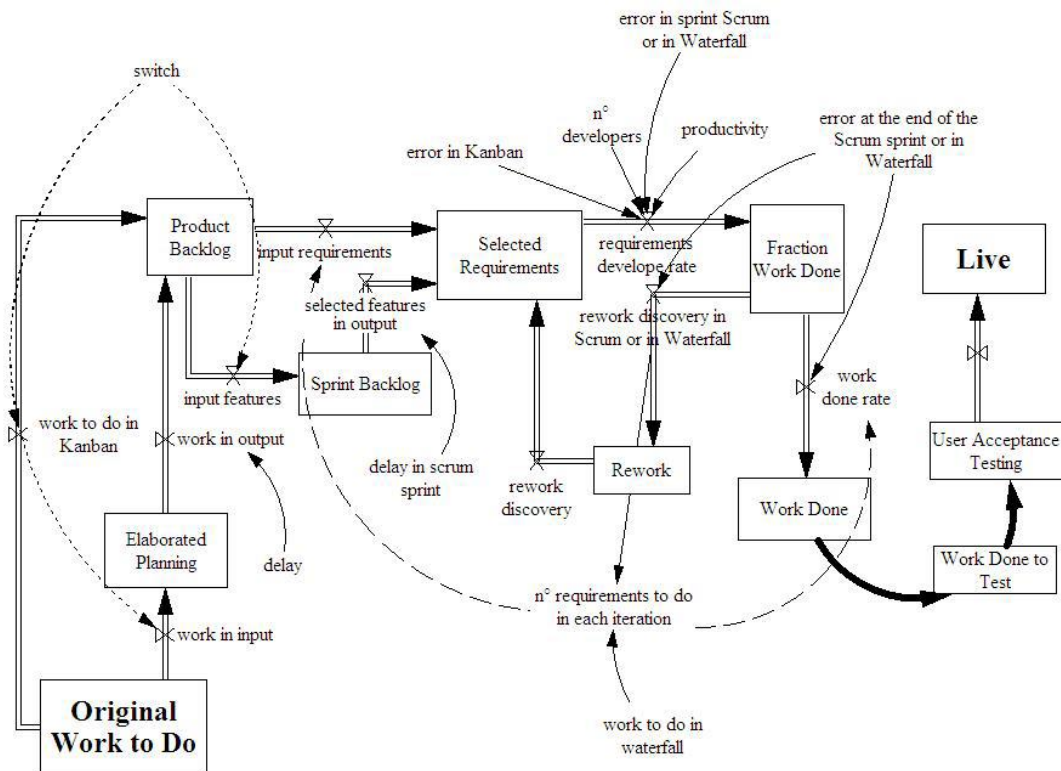 error in sprint Scrum
or in Waterfall
switch
n°
developers
productivity
error at the end of the
Scrum sprint or in
Waterfall
error in Kanban
Product
Backlog
input requirements
Selected
Requirements
requirements
develope rate
Fraction
Work Done
Live
selected features
in output
rework discovery in
Scrum or in Waterfall
input features
Sprint Backlog
work
done rate
work to do in
Kanban
work in output
delay in scrum
sprint
rework
discovery
Rework
User Acceptance
Testing
Work Done
Elaborated
Planning
delay
Work Done to
Test
n° requirements to do
in each iteration
work in input
Original
Work to Do
work to do in
waterfall